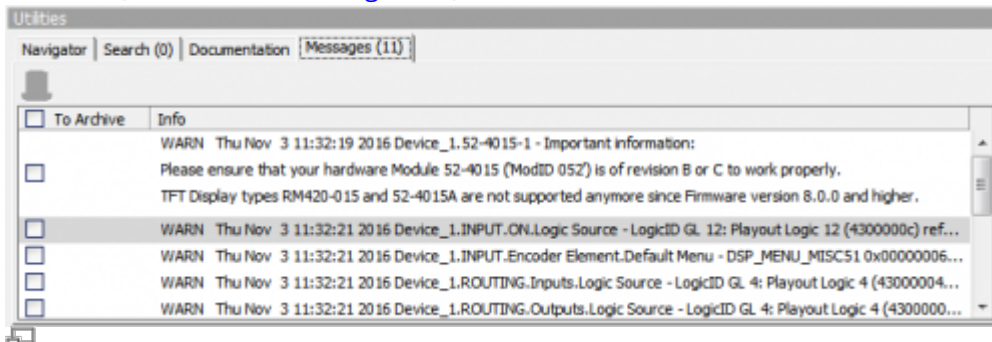 Utilities
Navigator Search (0) Documentation Messages (11)
To Archive Info
WARN Thu Nov 3 11:32:19 2016 Device_1.52-4015-1 - Important information:
Please ensure that your hardware Module 52-4015 ('ModID 052') is of revision B or C to work properly.
TFT Display types RM420-015 and 52-4015A are not supported anymore since Firmware version 8.0.0 and higher.
WARN Thu Nov 3 11:32:21 2016 Device_1.INPUT.ON.Logic Source - LogicID GL 12: Playout Logic 12 (4300000c) ref...
WARN Thu Nov 3 11:32:21 2016 Device_1.INPUT.Encoder Element.Default Menu - DSP_MENU_MISC51 0x00000006...
WARN Thu Nov 3 11:32:21 2016 Device_1.ROUTING.Inputs.Logic Source - LogicID GL 4: Playout Logic 4 (43000004...
WARN Thu Nov 3 11:32:21 2016 Device_1.ROUTING.Outputs.Logic Source - LogicID GL 4: Playout Logic 4 (4300000...